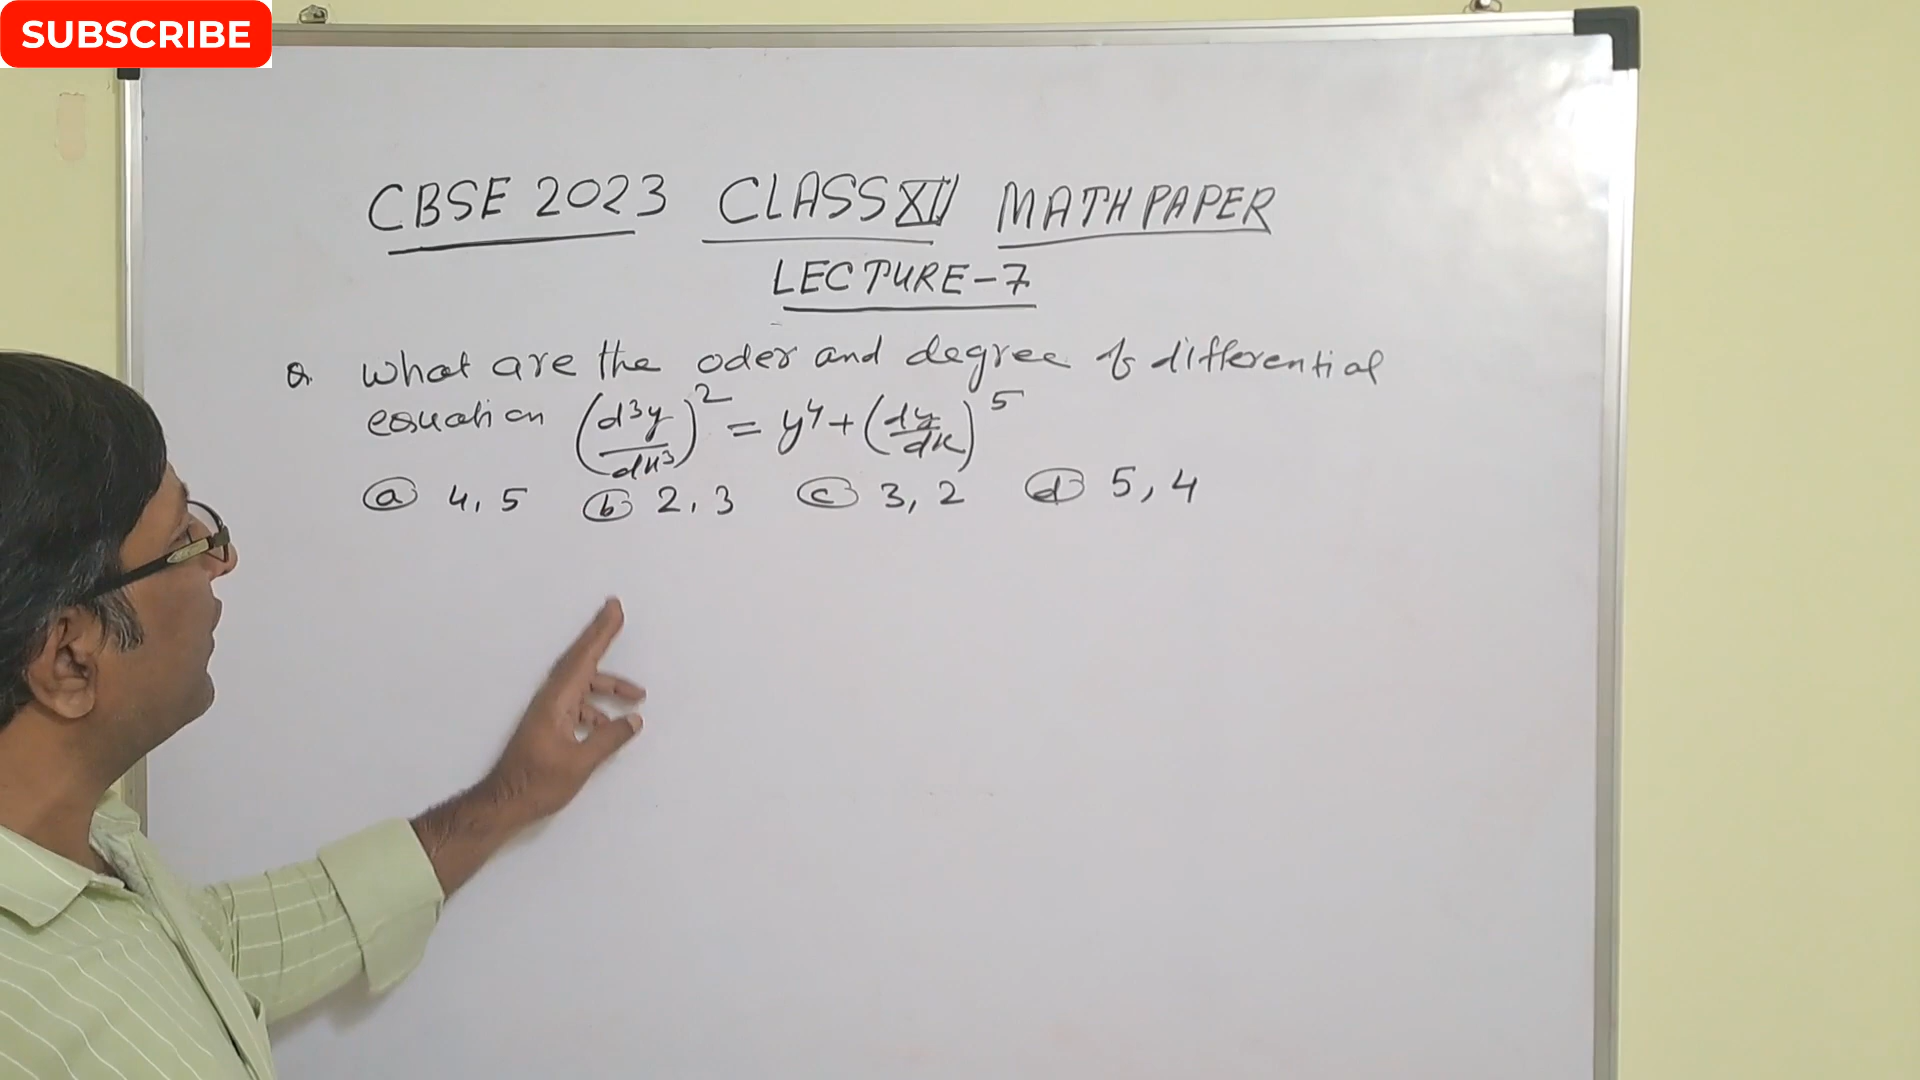 SUBSCRIBE
CBSE 2023 CLASS XII MATH PAPER
LECTURE-7
Q. What are the oder and degree of differential
equation (d³y/dx³)² = y⁴ + (dy/dx)⁵
(a) 4, 5 (b) 2, 3 (c) 3, 2 (d) 5, 4